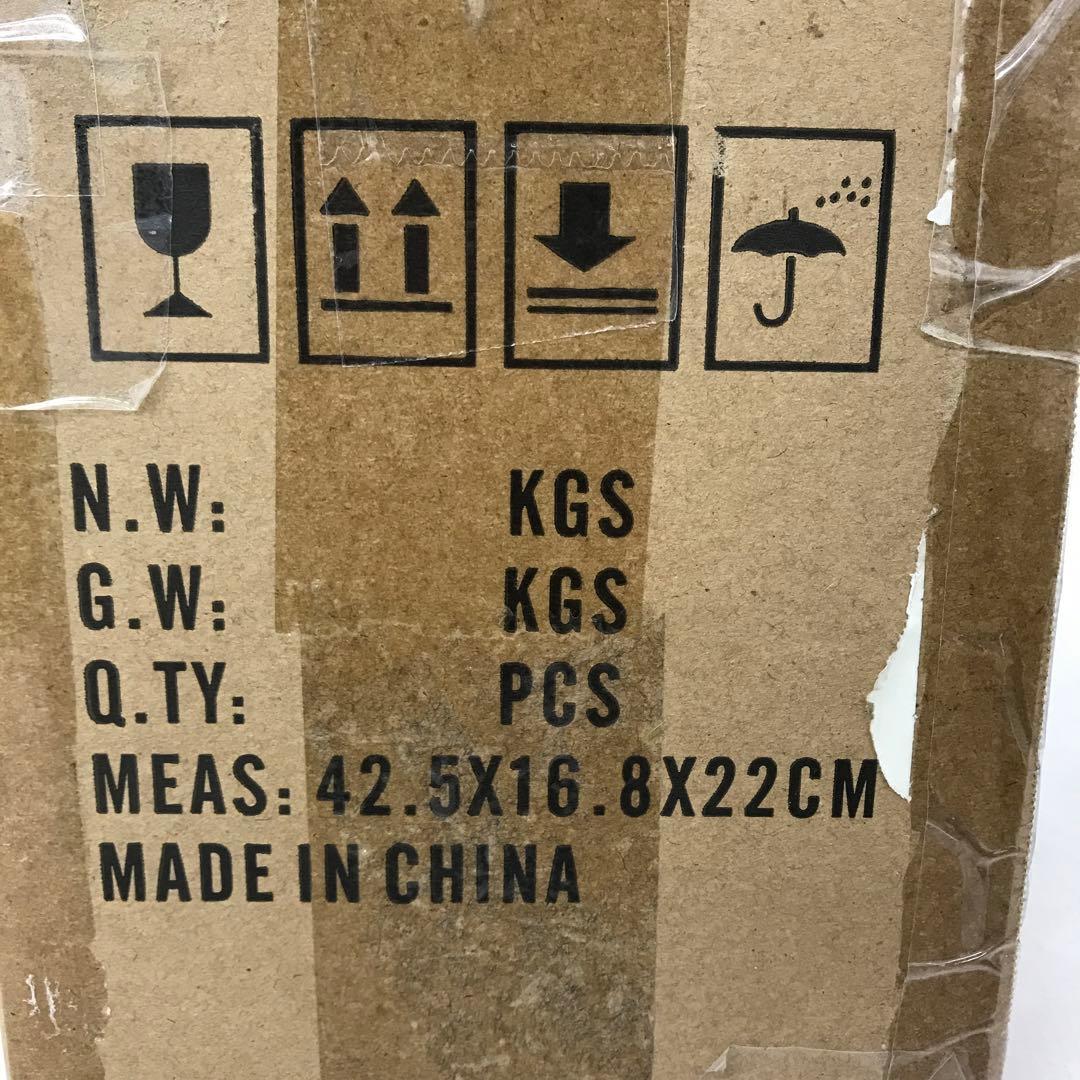 N.W: KGS
G.W: KGS
Q.TY: PCS
MEAS: 42.5X16.8X22CM
MADE IN CHINA